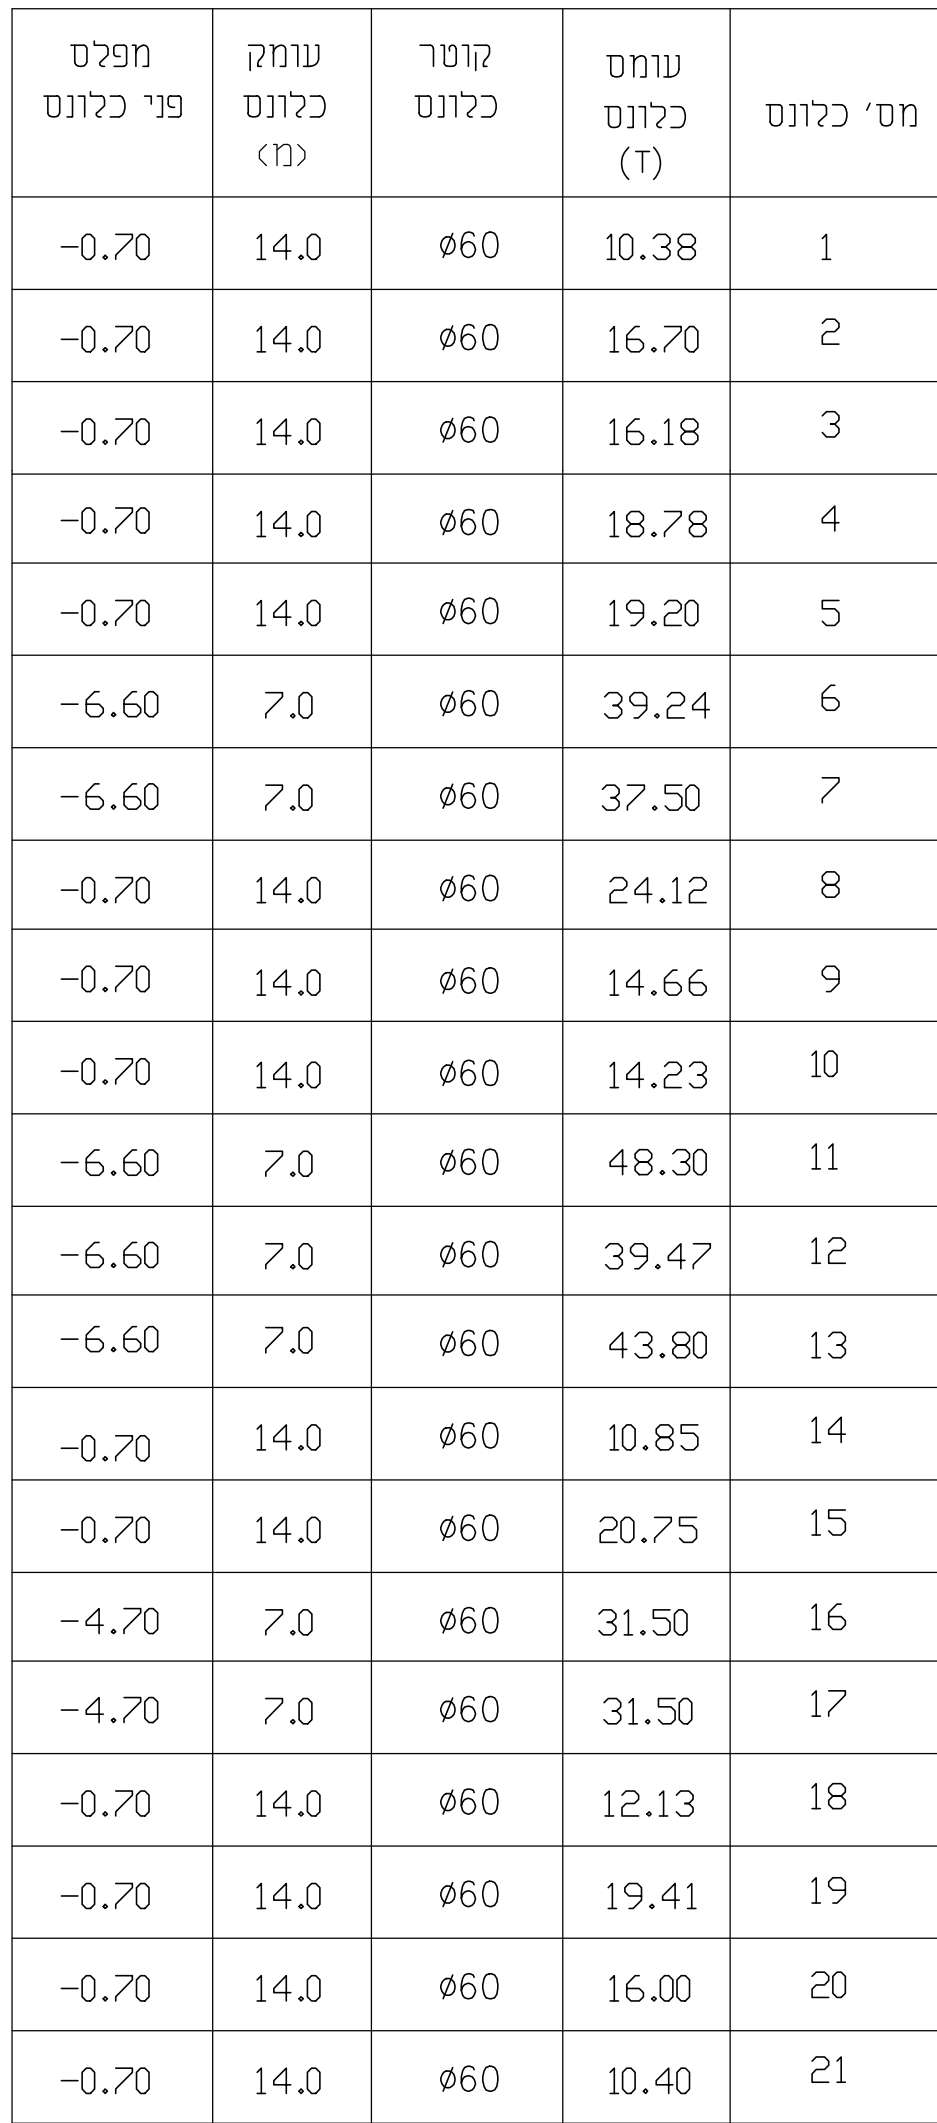 מס' כלונס עומס כלונס (T) קוטר כלונס עומק כלונס (מ) מפלס פני כלונס
1 10.38 ø60 14.0 -0.70
2 16.70 ø60 14.0 -0.70
3 16.18 ø60 14.0 -0.70
4 18.78 ø60 14.0 -0.70
5 19.20 ø60 14.0 -0.70
6 39.24 ø60 7.0 -6.60
7 37.50 ø60 7.0 -6.60
8 24.12 ø60 14.0 -0.70
9 14.66 ø60 14.0 -0.70
10 14.23 ø60 14.0 -0.70
11 48.30 ø60 7.0 -6.60
12 39.47 ø60 7.0 -6.60
13 43.80 ø60 7.0 -6.60
14 10.85 ø60 14.0 -0.70
15 20.75 ø60 14.0 -0.70
16 31.50 ø60 7.0 -4.70
17 31.50 ø60 7.0 -4.70
18 12.13 ø60 14.0 -0.70
19 19.41 ø60 14.0 -0.70
20 16.00 ø60 14.0 -0.70
21 10.40 ø60 14.0 -0.70